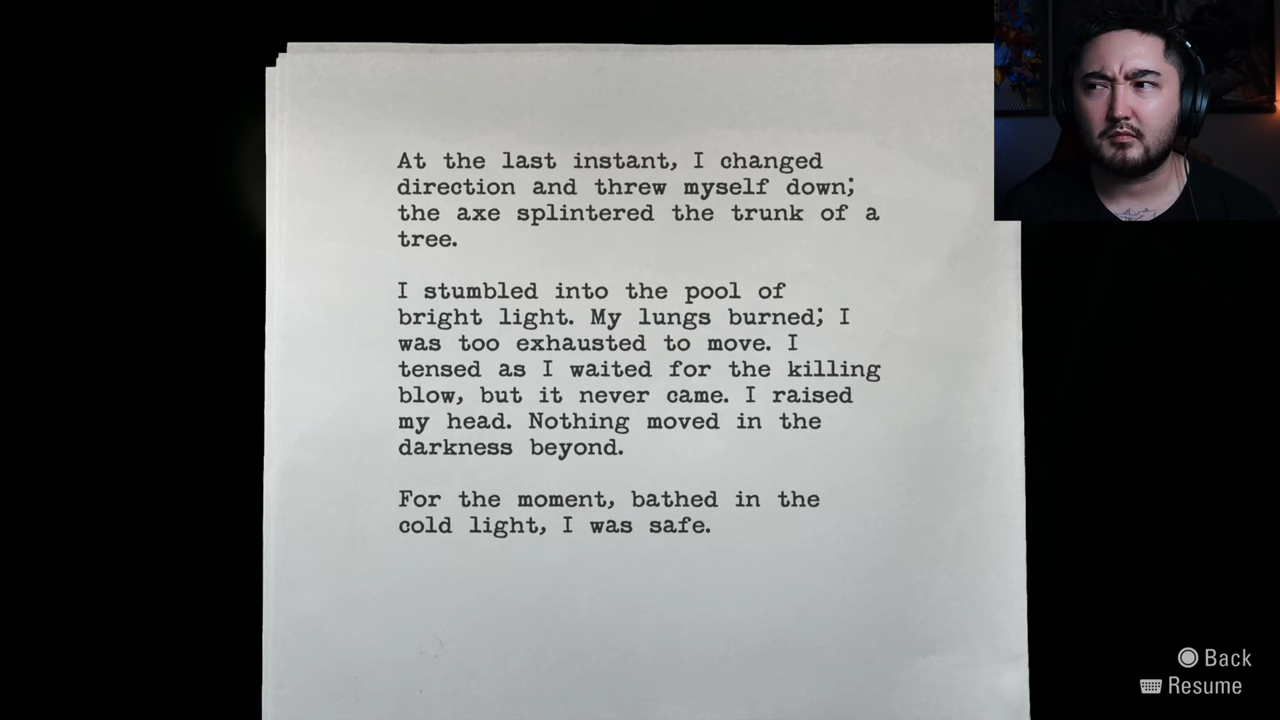 At the last instant, I changed
direction and threw myself down;
the axe splintered the trunk of a
tree.
I stumbled into the pool of
bright light. My lungs burned; I
was too exhausted to move. I
tensed as I waited for the killing
blow, but it never came. I raised
my head. Nothing moved in the
darkness beyond.
For the moment, bathed in the
cold light, I was safe.
Back
Resume